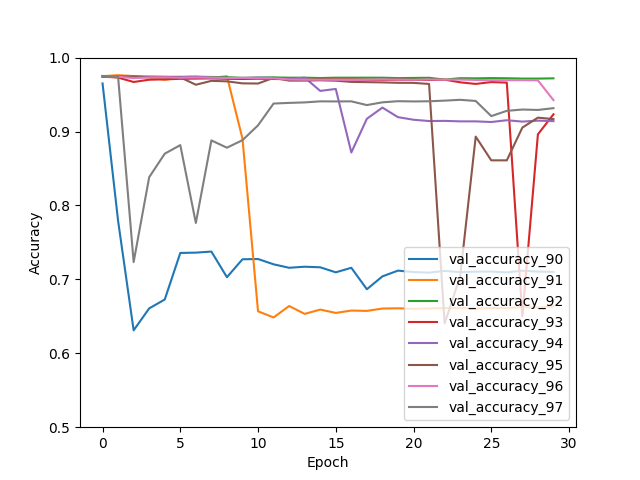 1.0
0.9
0.8
0.7
0.6
0.5
Accuracy
0 5 10 15 20 25 30
Epoch
val_accuracy_90
val_accuracy_91
val_accuracy_92
val_accuracy_93
val_accuracy_94
val_accuracy_95
val_accuracy_96
val_accuracy_97